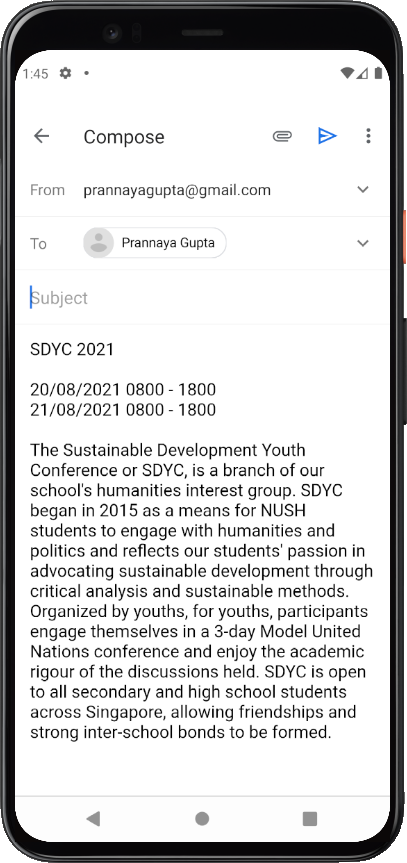 1:45
Compose
From prannayagupta@gmail.com
To Prannaya Gupta
Subject
SDYC 2021
20/08/2021 0800 - 1800
21/08/2021 0800 - 1800
The Sustainable Development Youth
Conference or SDYC, is a branch of our
school's humanities interest group. SDYC
began in 2015 as a means for NUSH
students to engage with humanities and
politics and reflects our students' passion in
advocating sustainable development through
critical analysis and sustainable methods.
Organized by youths, for youths, participants
engage themselves in a 3-day Model United
Nations conference and enjoy the academic
rigour of the discussions held. SDYC is open
to all secondary and high school students
across Singapore, allowing friendships and
strong inter-school bonds to be formed.